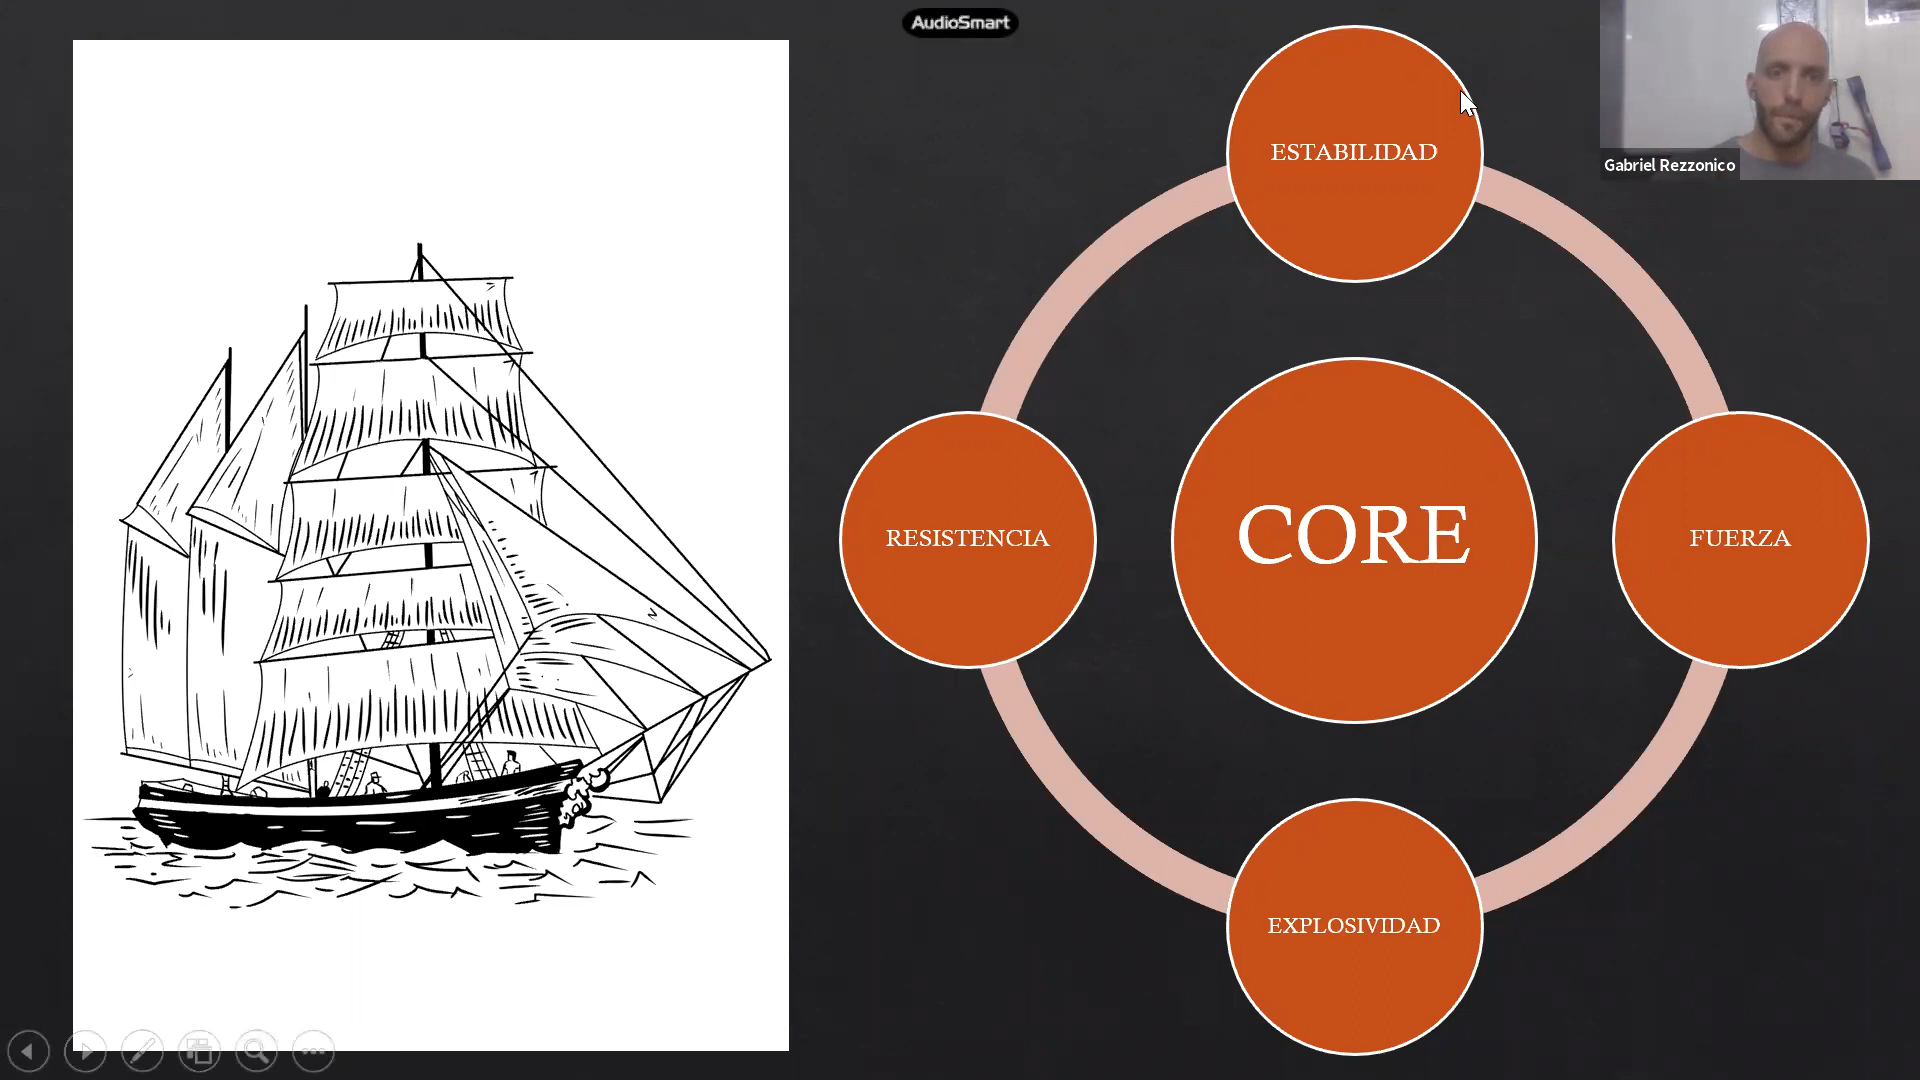 AudioSmart
Gabriel Rezzonico
ESTABILIDAD
RESISTENCIA
CORE
FUERZA
EXPLOSIVIDAD